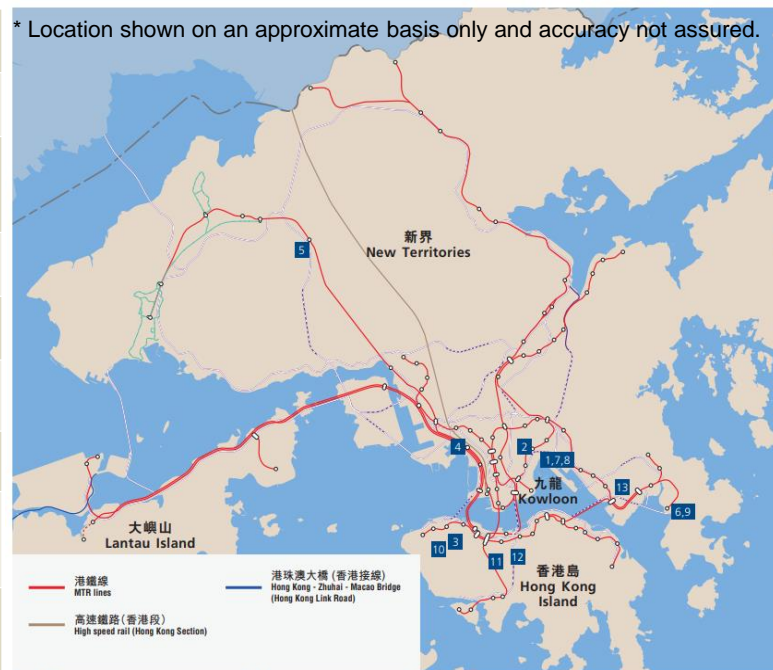 * Location shown on an approximate basis only and accuracy not assured.
新界
New Territories
5
4
2
1,7,8
九龍
Kowloon
13
6,9
大嶼山
Lantau Island
10
3
11
12
香港島
Hong Kong
Island
港鐵線
MTR lines
港珠澳大橋 (香港接線)
Hong Kong - Zhuhai - Macao Bridge
(Hong Kong Link Road)
高速鐵路(香港段)
High speed rail (Hong Kong Section)